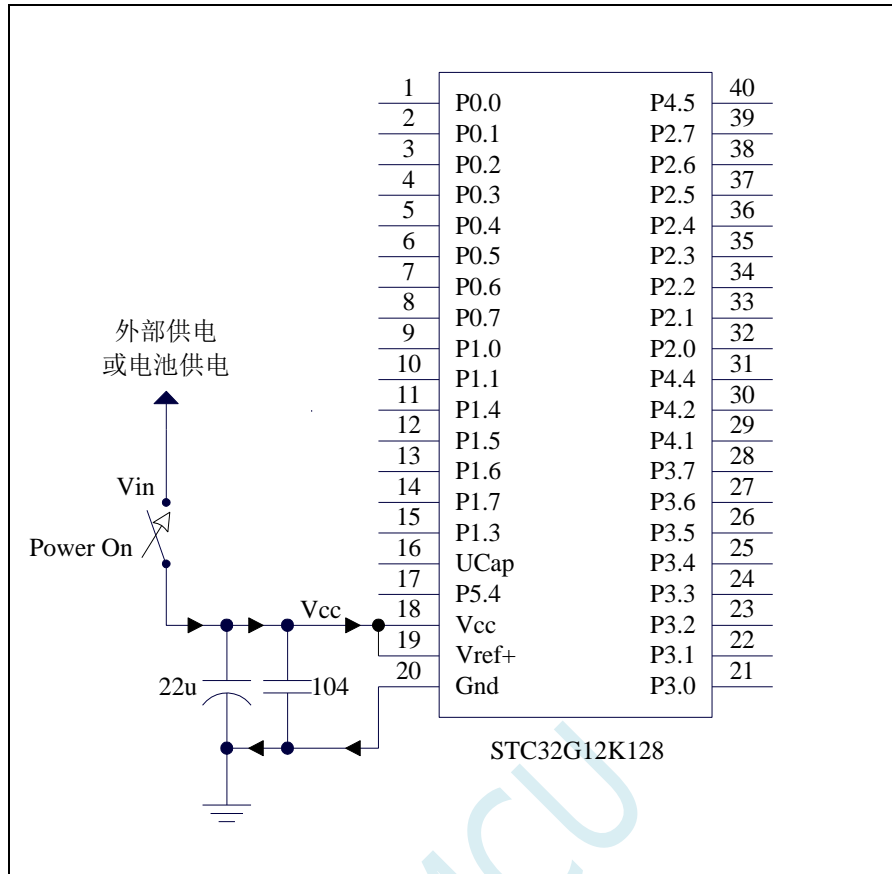 1 P0.0 P4.5 40
2 P0.1 P2.7 39
3 P0.2 P2.6 38
4 P0.3 P2.5 37
5 P0.4 P2.4 36
6 P0.5 P2.3 35
7 P0.6 P2.2 34
8 P0.7 P2.1 33
9 P1.0 P2.0 32
10 P1.1 P4.4 31
11 P1.4 P4.2 30
12 P1.5 P4.1 29
13 P1.6 P3.7 28
14 P1.7 P3.6 27
15 P1.3 P3.5 26
16 UCap P3.4 25
17 P5.4 P3.3 24
18 Vcc P3.2 23
19 Vref+ P3.1 22
20 Gnd P3.0 21
STC32G12K128
外部供电
或电池供电
Vin
Power On
Vcc
22u 104
MCU